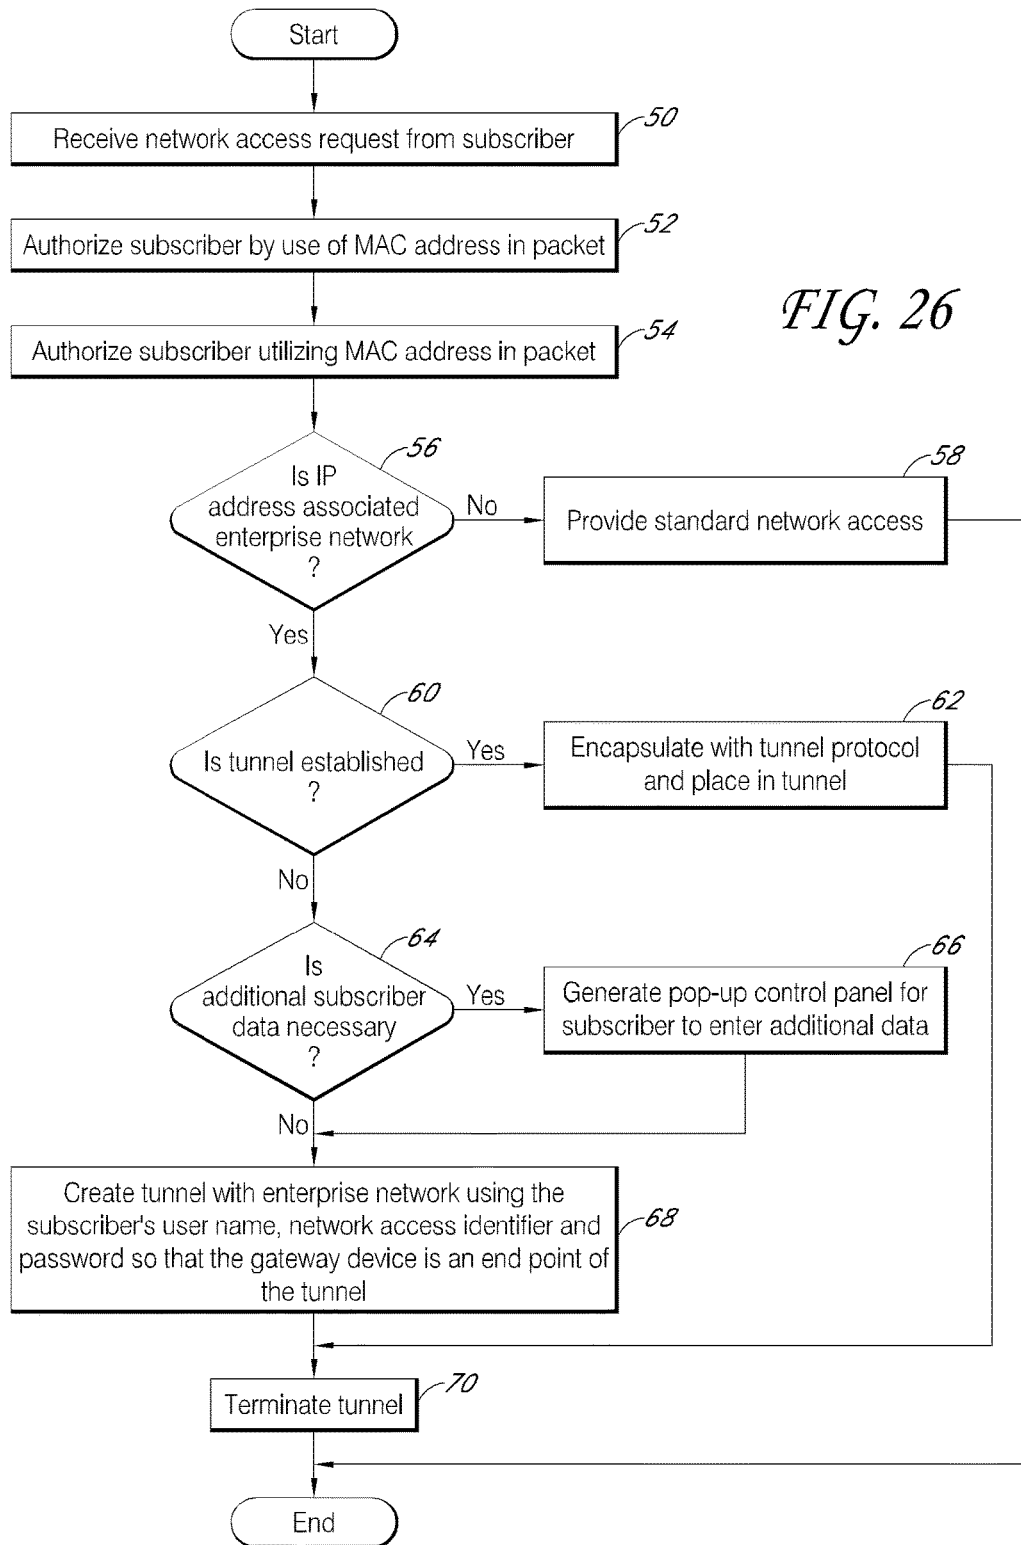 Start
50
Receive network access request from subscriber
52
Authorize subscriber by use of MAC address in packet
FIG. 26
54
Authorize subscriber utilizing MAC address in packet
56
Is IP
address associated
enterprise network
?
No
58
Provide standard network access
Yes
60
Is tunnel established
?
Yes
62
Encapsulate with tunnel protocol
and place in tunnel
No
64
Is
additional subscriber
data necessary
?
Yes
66
Generate pop-up control panel for
subscriber to enter additional data
No
Create tunnel with enterprise network using the
subscriber's user name, network access identifier and
password so that the gateway device is an end point of
the tunnel
68
70
Terminate tunnel
End